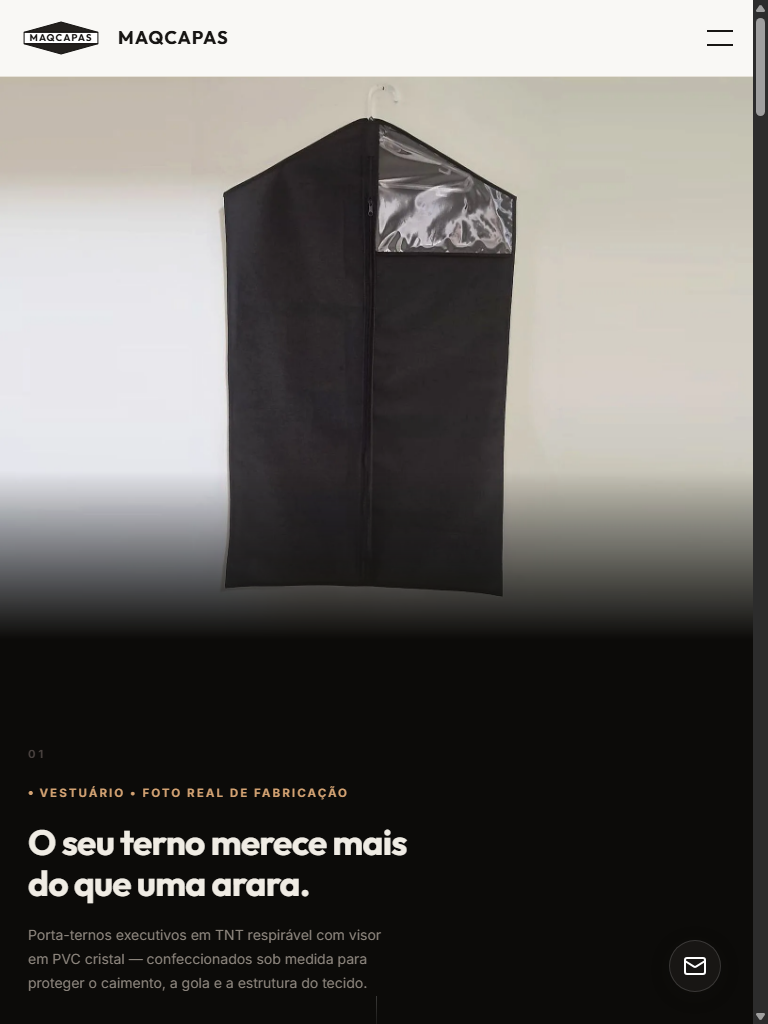 MAQCAPAS
MAQCAPAS
01
• VESTUÁRIO • FOTO REAL DE FABRICAÇÃO
O seu terno merece mais
do que uma arara.
Porta-ternos executivos em TNT respirável com visor
em PVC cristal — confeccionados sob medida para
proteger o caimento, a gola e a estrutura do tecido.